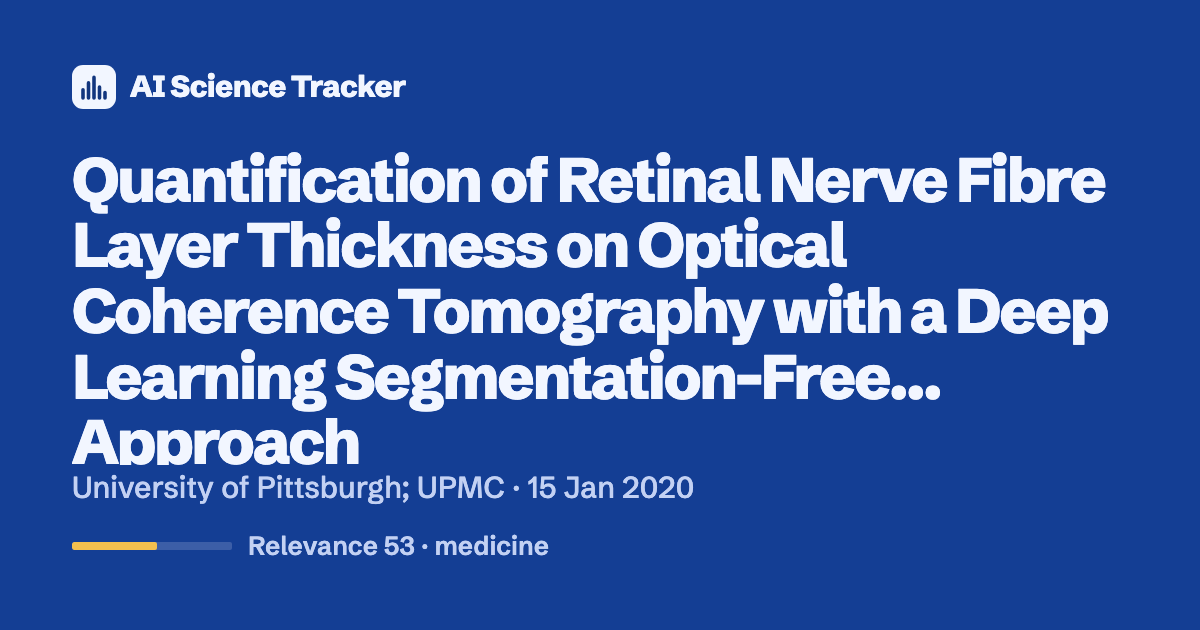 AI Science Tracker
Quantification of Retinal Nerve Fibre
Layer Thickness on Optical
Coherence Tomography with a Deep
Learning Segmentation-Free...
Approach
University of Pittsburgh; UPMC · 15 Jan 2020
Relevance 53 · medicine